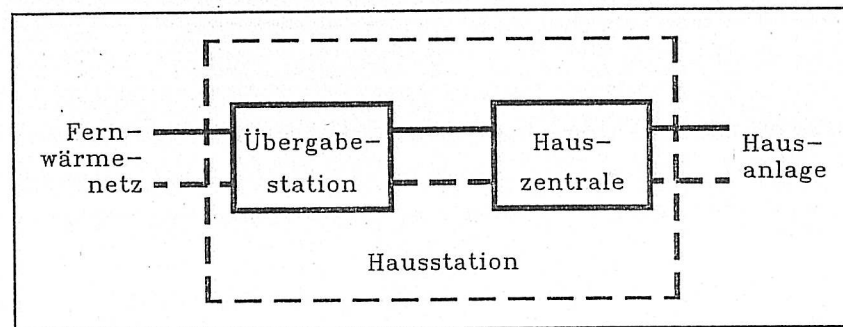 Fern-
wärme-
netz
Übergabe-
station
Haus-
zentrale
Haus-
anlage
Hausstation